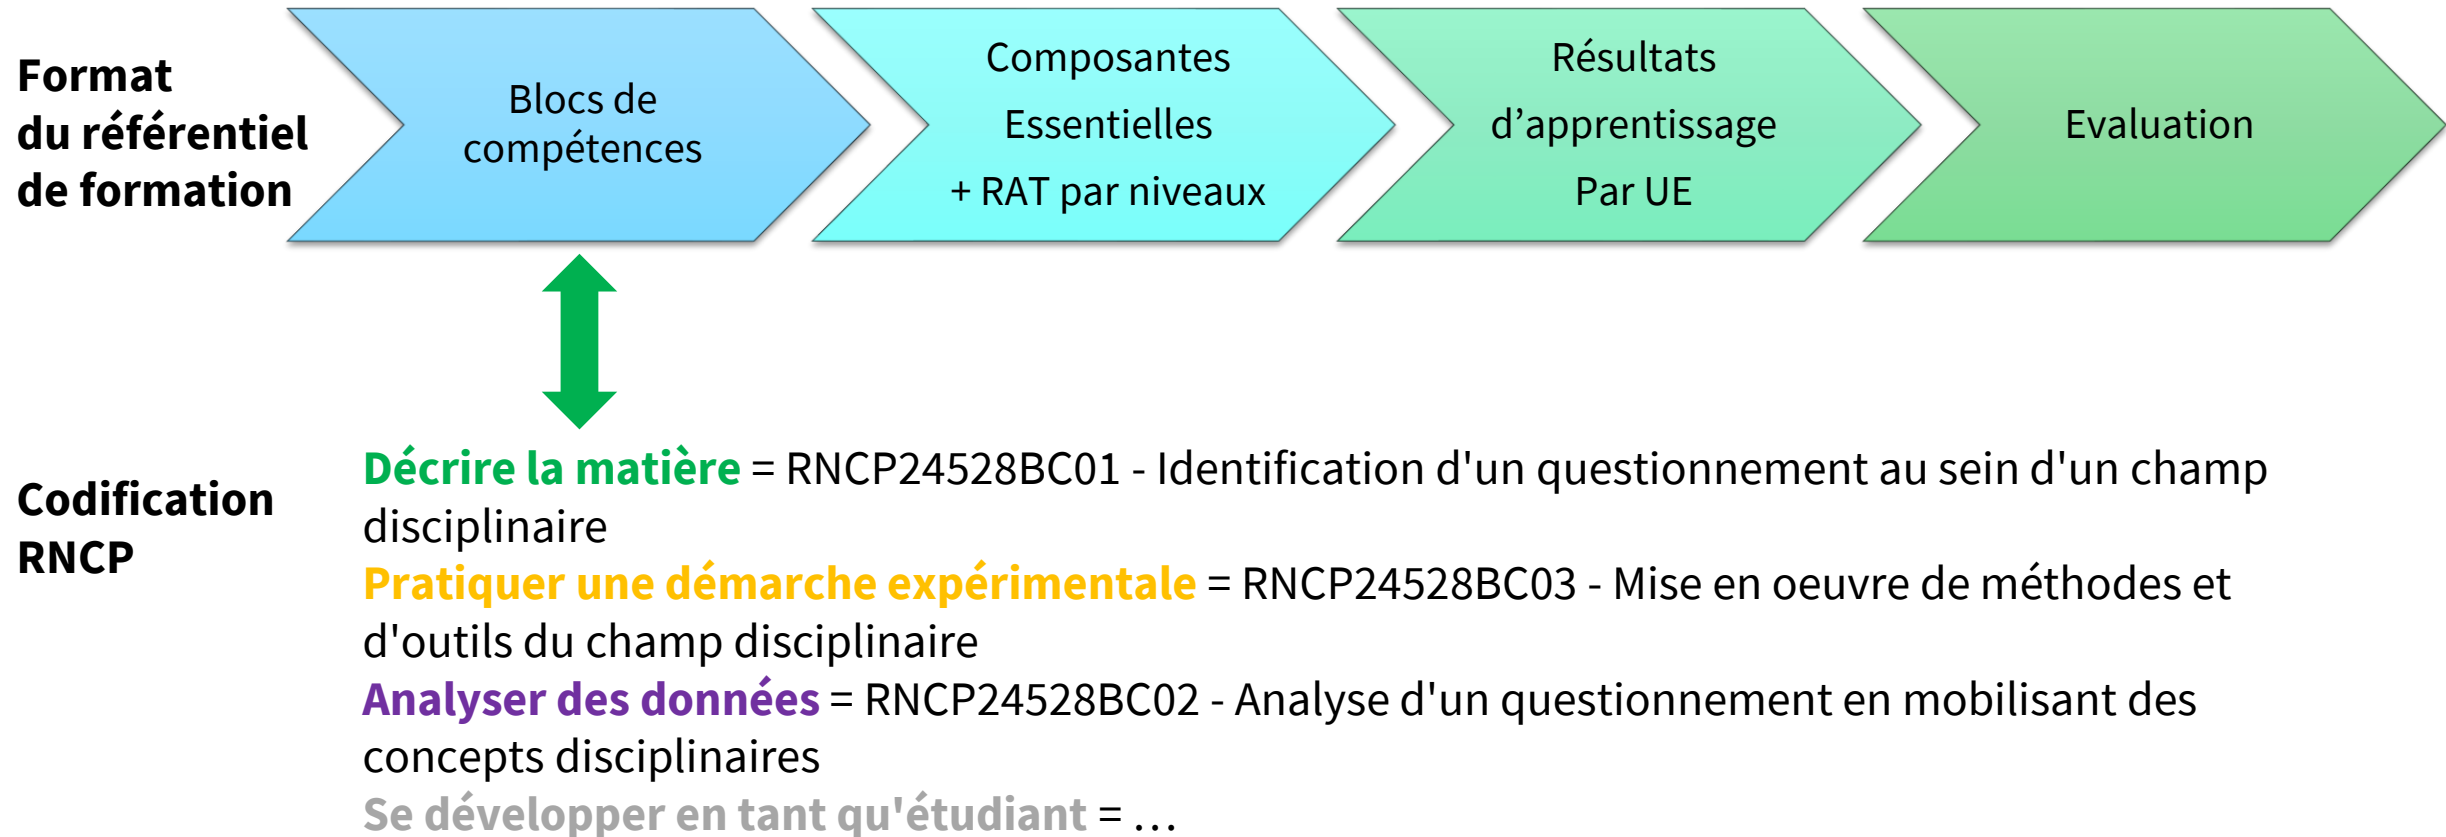 Format
du référentiel
de formation
Blocs de
compétences
Composantes
Essentielles
+ RAT par niveaux
Résultats
d’apprentissage
Par UE
Evaluation
Codification
RNCP
Décrire la matière = RNCP24528BC01 - Identification d'un questionnement au sein d'un champ
disciplinaire
Pratiquer une démarche expérimentale = RNCP24528BC03 - Mise en oeuvre de méthodes et
d'outils du champ disciplinaire
Analyser des données = RNCP24528BC02 - Analyse d'un questionnement en mobilisant des
concepts disciplinaires
Se développer en tant qu'étudiant = …